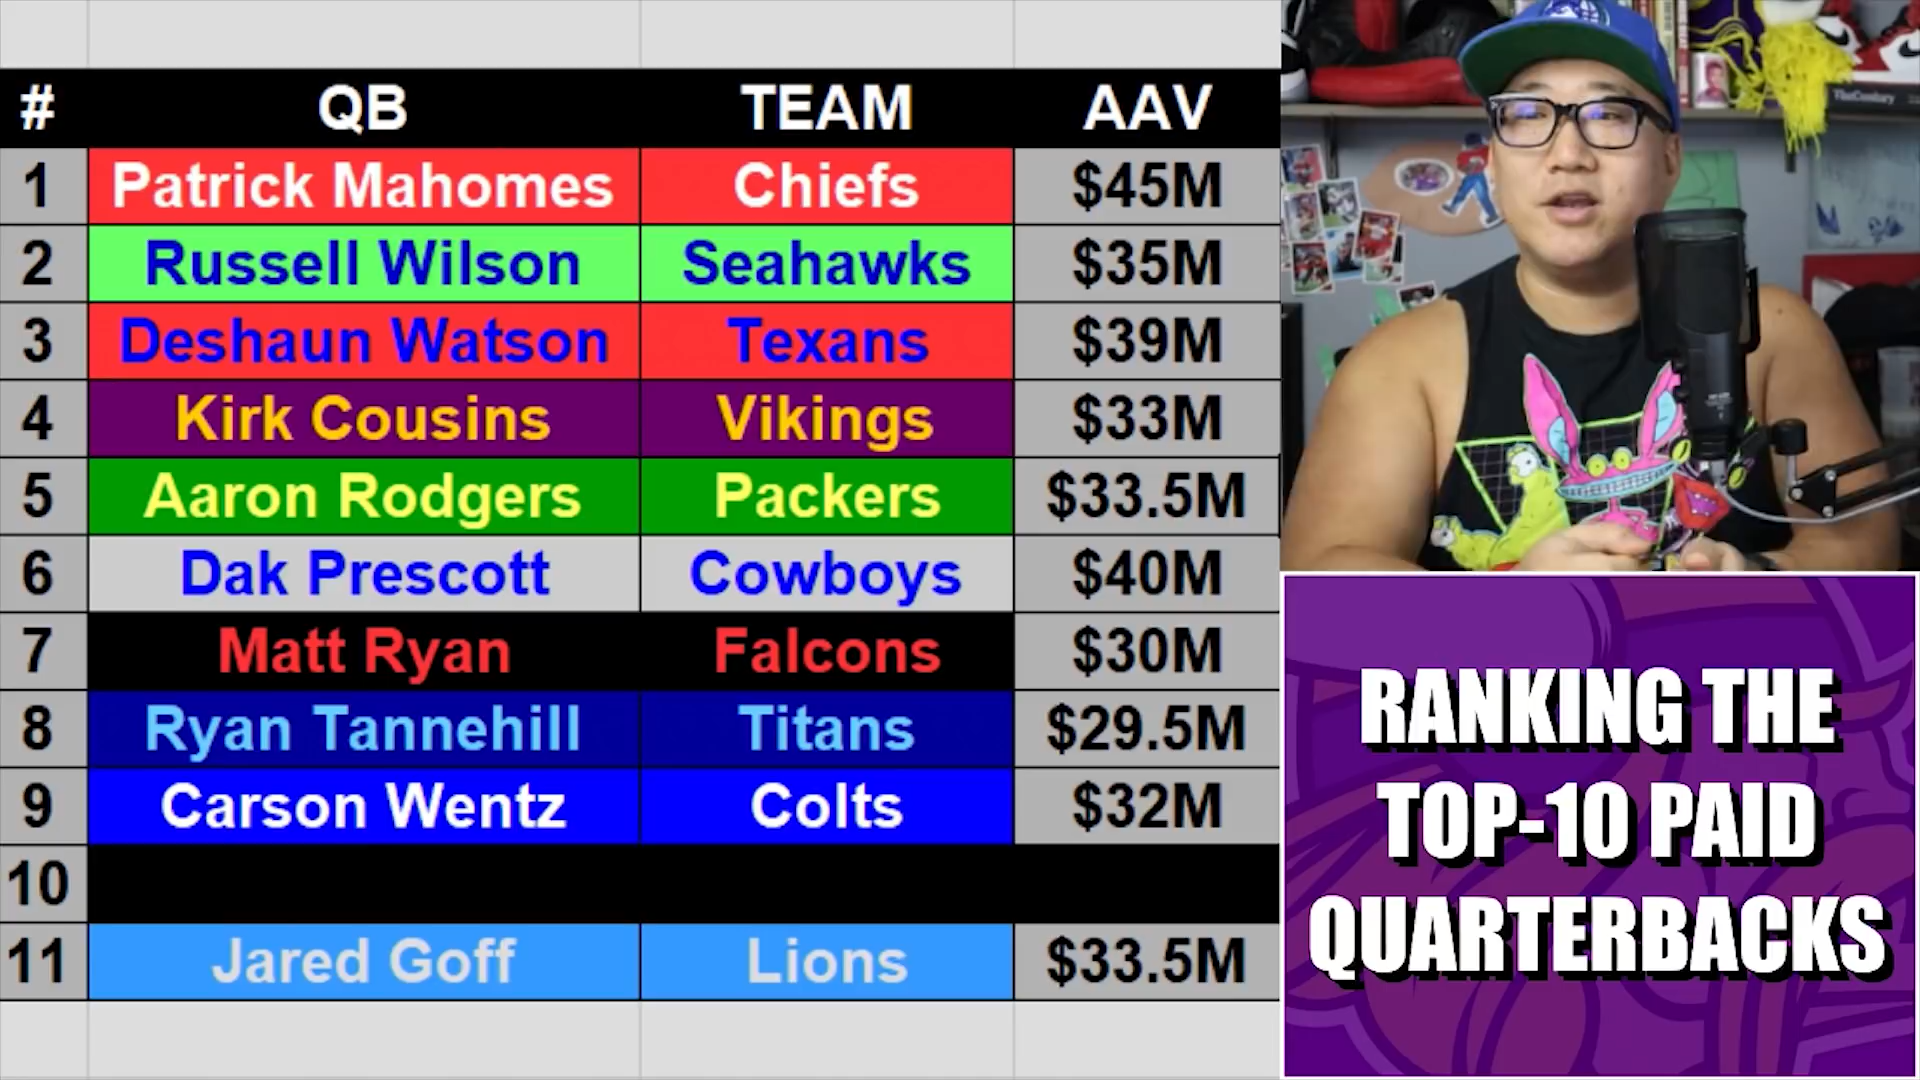 # QB TEAM AAV
1 Patrick Mahomes Chiefs $45M
2 Russell Wilson Seahawks $35M
3 Deshaun Watson Texans $39M
4 Kirk Cousins Vikings $33M
5 Aaron Rodgers Packers $33.5M
6 Dak Prescott Cowboys $40M
7 Matt Ryan Falcons $30M
8 Ryan Tannehill Titans $29.5M
9 Carson Wentz Colts $32M
10
11 Jared Goff Lions $33.5M
RANKING THE
TOP-10 PAID
QUARTERBACKS